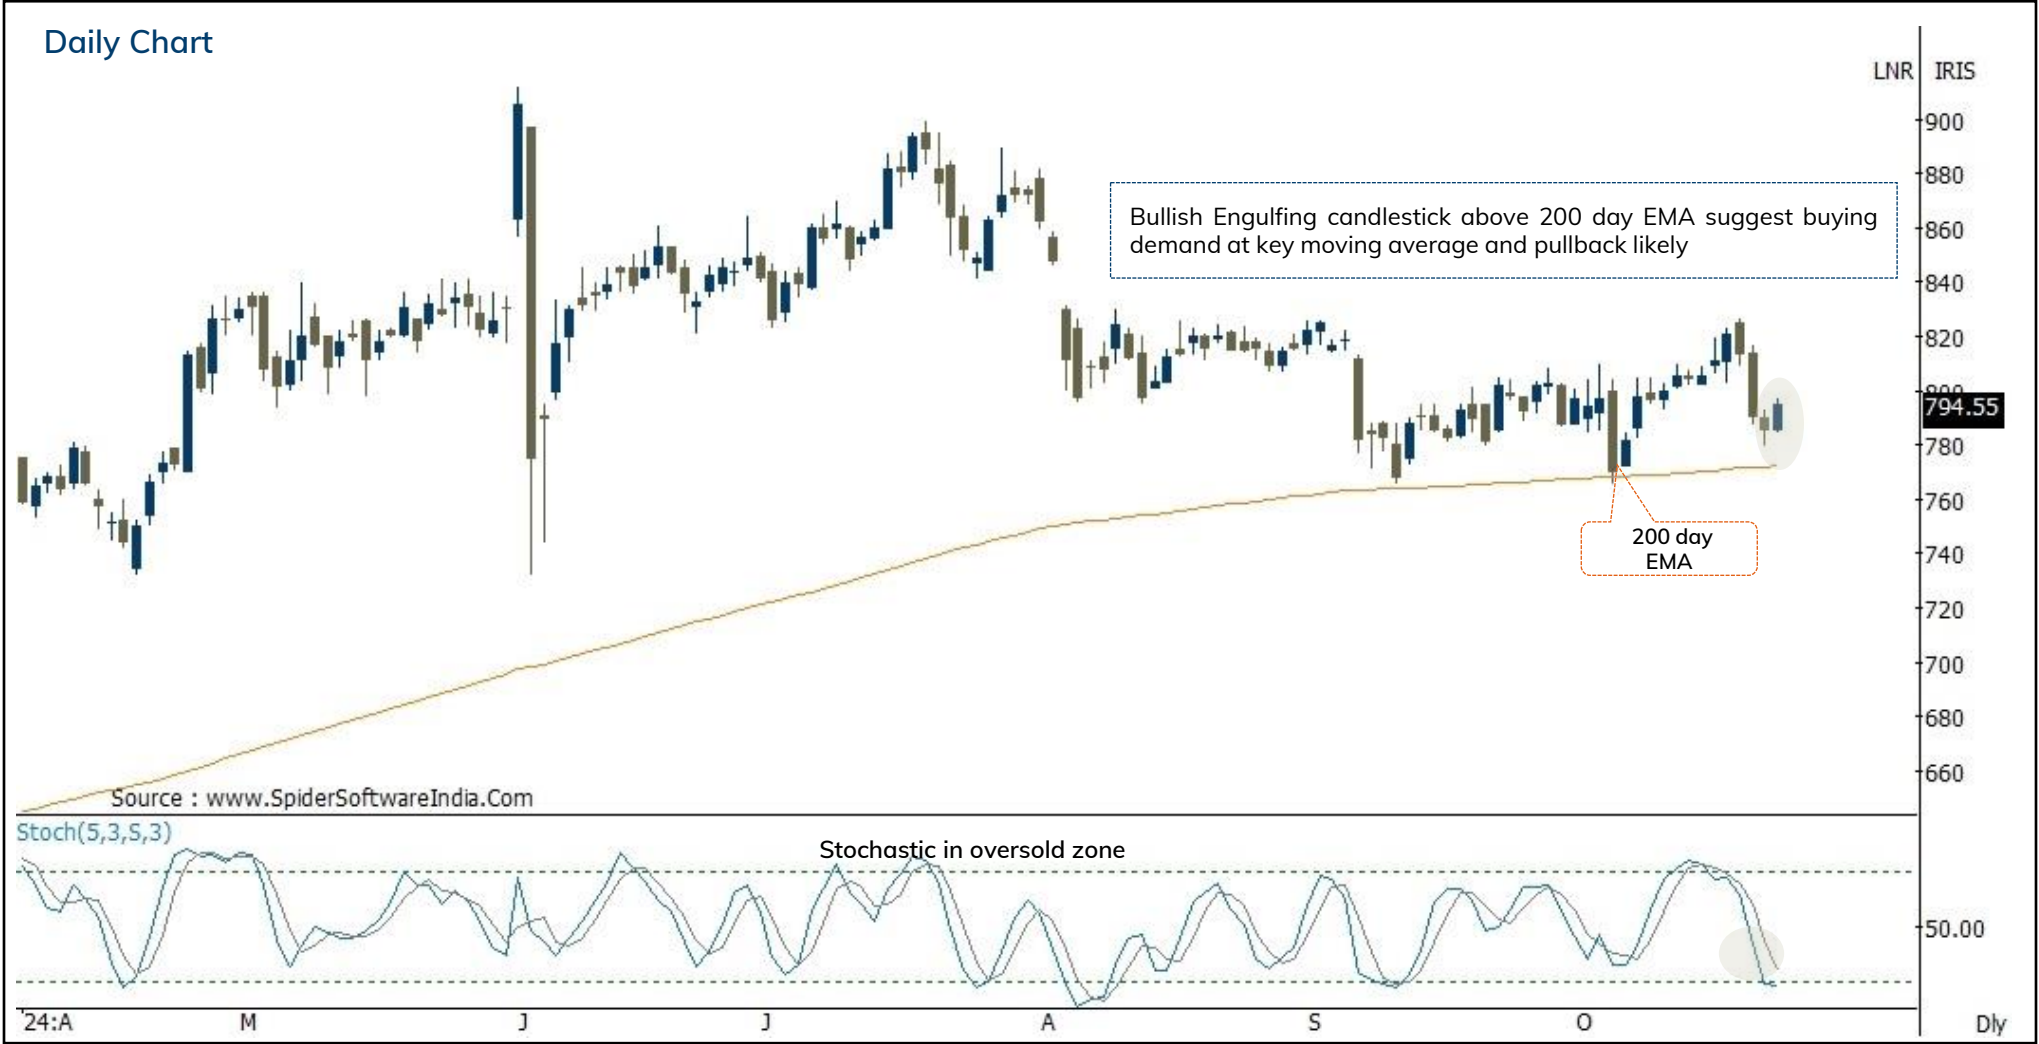 Daily Chart
LNR IRIS
900
880
Bullish Engulfing candlestick above 200 day EMA suggest buying
demand at key moving average and pullback likely
860
840
820
800
794.55
780
760
200 day
EMA
740
720
700
680
660
Source : www.SpiderSoftwareIndia.Com
Stoch(5,3,S,3)
Stochastic in oversold zone
50.00
'24:A M J J A S O Dly